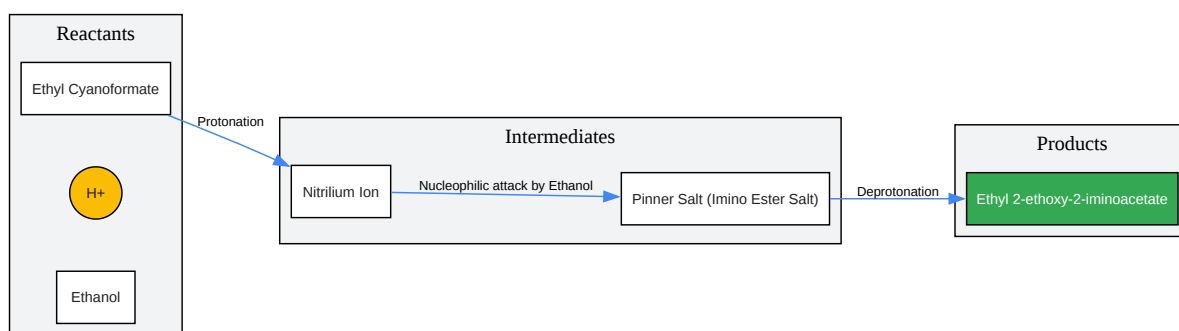 Reactants
Ethyl Cyanoformate
H+
Ethanol
Protonation
Intermediates
Nitrilium Ion
Nucleophilic attack by Ethanol
Pinner Salt (Imino Ester Salt)
Deprotonation
Products
Ethyl 2-ethoxy-2-iminoacetate